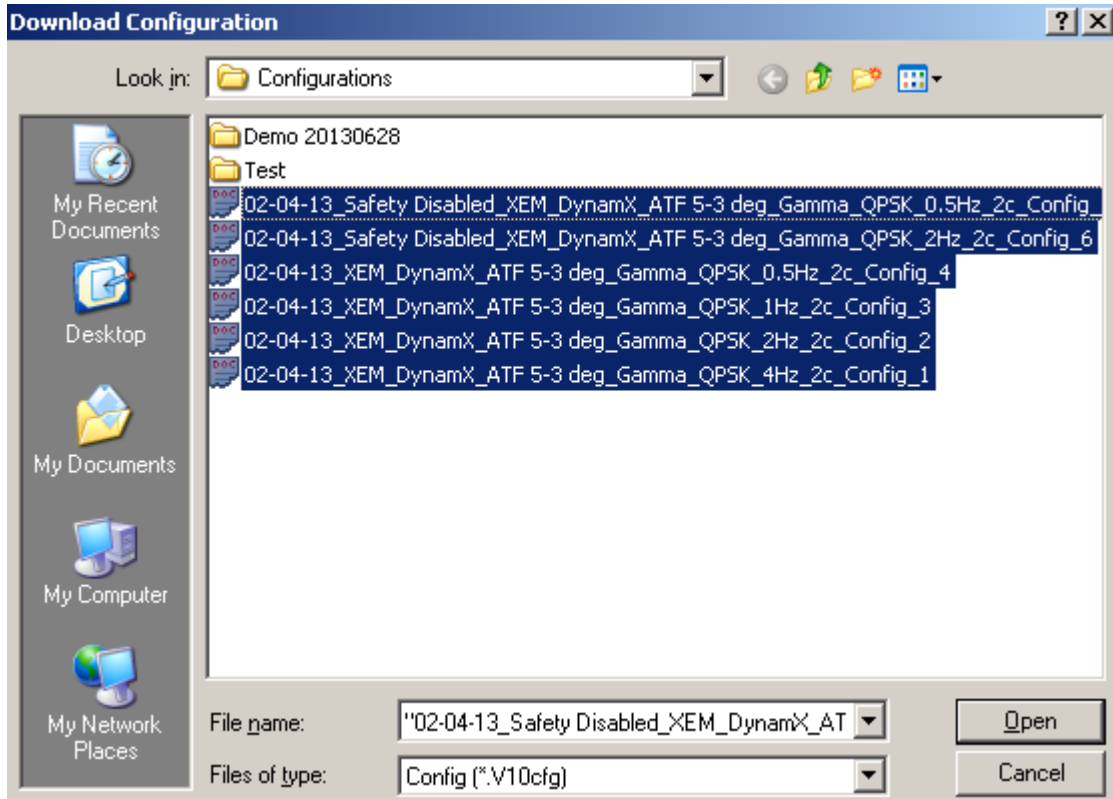 Download Configuration
Look in: Configurations
Demo 20130628
Test
02-04-13_Safety Disabled_XEM_DynamX_ATF 5-3 deg_Gamma_QPSK_0.5Hz_2c_Config_
02-04-13_Safety Disabled_XEM_DynamX_ATF 5-3 deg_Gamma_QPSK_2Hz_2c_Config_6
02-04-13_XEM_DynamX_ATF 5-3 deg_Gamma_QPSK_0.5Hz_2c_Config_4
02-04-13_XEM_DynamX_ATF 5-3 deg_Gamma_QPSK_1Hz_2c_Config_3
02-04-13_XEM_DynamX_ATF 5-3 deg_Gamma_QPSK_2Hz_2c_Config_2
02-04-13_XEM_DynamX_ATF 5-3 deg_Gamma_QPSK_4Hz_2c_Config_1
My Recent
Documents
Desktop
My Documents
My Computer
My Network
Places
File name: "02-04-13_Safety Disabled_XEM_DynamX_AT Open
Files of type: Config (*.V10cfg) Cancel